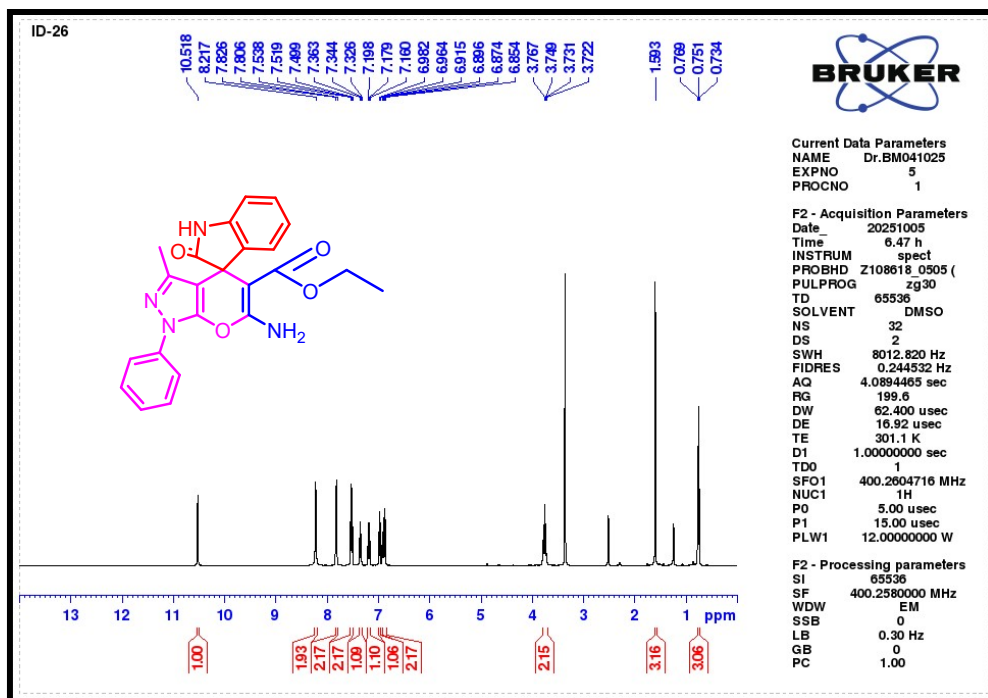 ID-26
10.518
8.217
7.826
7.806
7.538
7.519
7.499
7.363
7.344
7.326
7.198
7.179
7.160
6.982
6.964
6.915
6.896
6.874
6.854
3.767
3.749
3.731
3.722
1.593
0.769
0.751
0.734
BRUKER
Current Data Parameters
NAME Dr.BM041025
EXPNO 5
PROCNO 1
F2 - Acquisition Parameters
Date_ 20251005
Time 6.47 h
INSTRUM spect
PROBHD Z108618_0505 (
PULPROG zg30
TD 65536
SOLVENT DMSO
NS 32
DS 2
SWH 8012.820 Hz
FIDRES 0.244532 Hz
AQ 4.0894465 sec
RG 199.6
DW 62.400 usec
DE 16.92 usec
TE 301.1 K
D1 1.00000000 sec
TD0 1
SFO1 400.2604716 MHz
NUC1 1H
P0 5.00 usec
P1 15.00 usec
PLW1 12.00000000 W
F2 - Processing parameters
SI 65536
SF 400.2580000 MHz
WDW EM
SSB 0
LB 0.30 Hz
GB 0
PC 1.00
HN
O
O
O
N
N
O
NH2
13 12 11 10 9 8 7 6 5 4 3 2 1 ppm
1.00
1.93
2.17
2.17
1.09
1.10
1.06
2.17
2.15
3.16
3.06